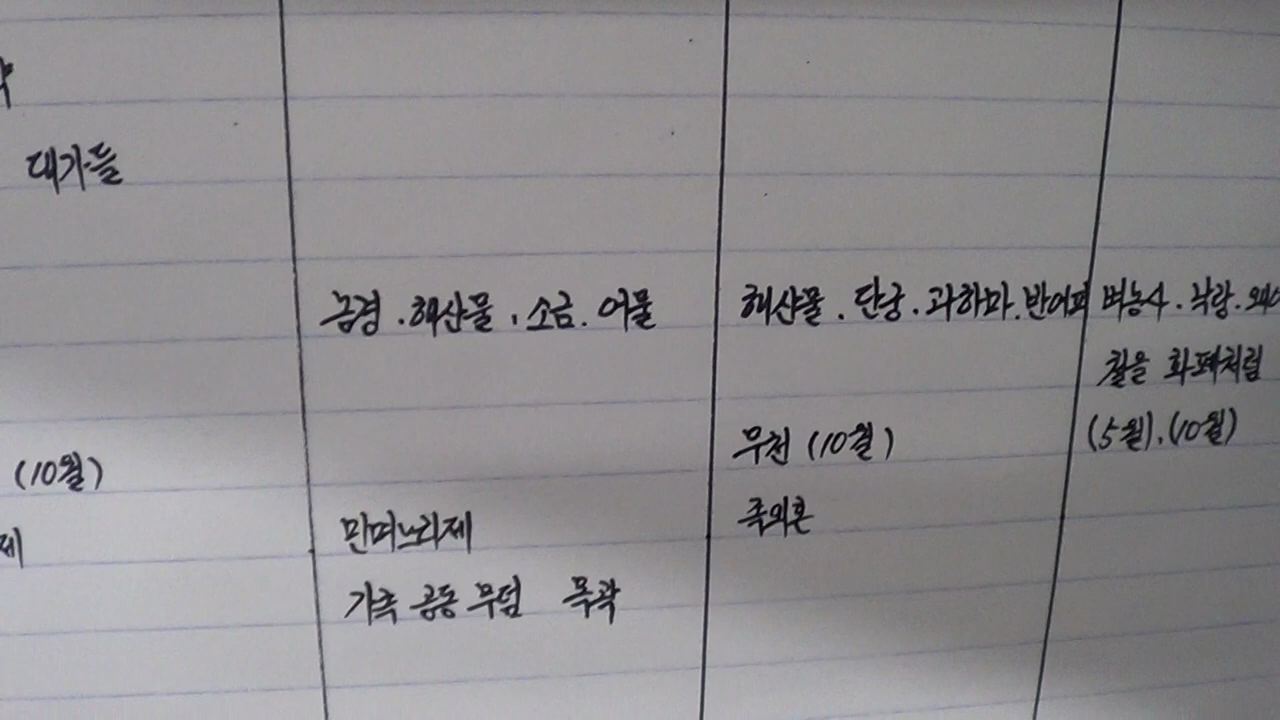 대가들
농경.해산물, 소금. 어물
해산물. 단궁.과하마.반어피
벼농사.낙랑.왜
철을 화폐처럼
무천 (10월)
(5월).(10월)
(10월)
족외혼
민며느리제
제
가족 공동 무덤 목곽